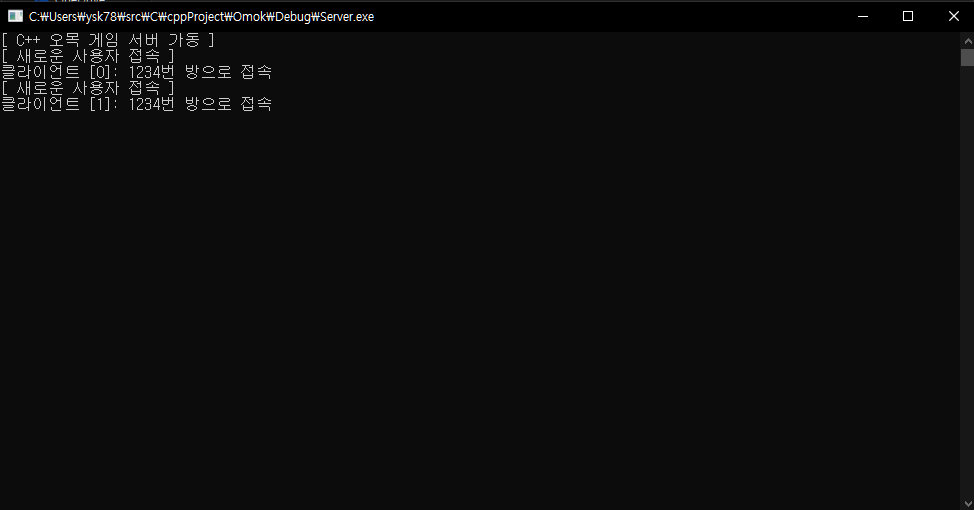 C:₩Users₩ysk78₩src₩C₩cppProject₩Omok₩Debug₩Server.exe
[ C++ 오목 게임 서버 가동 ]
[ 새로운 사용자 접속 ]
클라이언트 [0]: 1234번 방으로 접속
[ 새로운 사용자 접속 ]
클라이언트 [1]: 1234번 방으로 접속